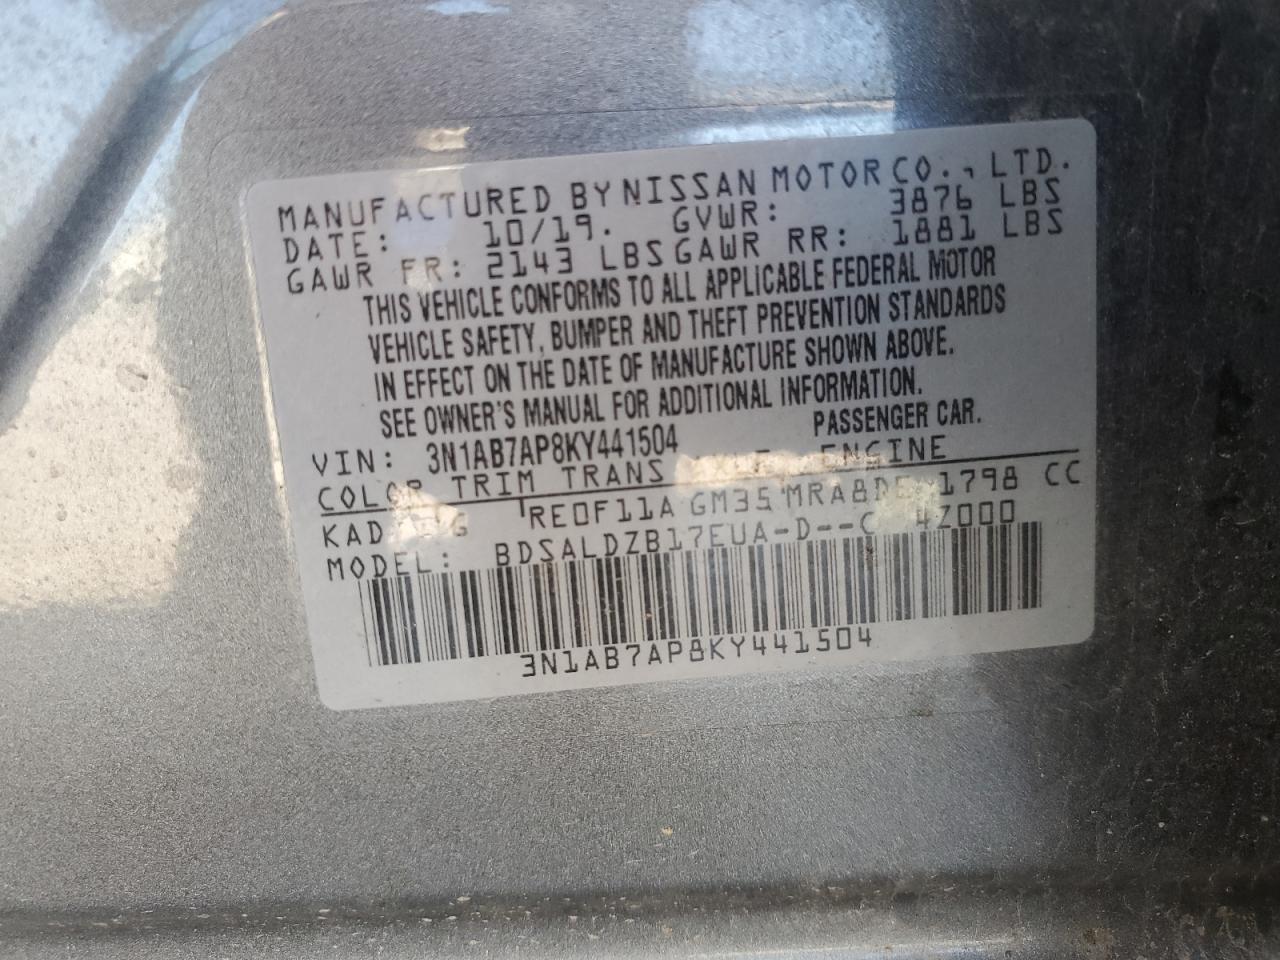 MANUFACTURED BY NISSAN MOTOR CO., LTD.
DATE: 10/19. GVWR: 3876 LBS
GAWR FR: 2143 LBS GAWR RR: 1881 LBS
THIS VEHICLE CONFORMS TO ALL APPLICABLE FEDERAL MOTOR
VEHICLE SAFETY, BUMPER AND THEFT PREVENTION STANDARDS
IN EFFECT ON THE DATE OF MANUFACTURE SHOWN ABOVE.
SEE OWNER'S MANUAL FOR ADDITIONAL INFORMATION.
VIN: 3N1AB7AP8KY441504 PASSENGER CAR.
COLOR TRIM TRANS ENGINE
KAD RE0F11A GM35 1798 CC
MODEL: 4Z000
3N1AB7AP8KY441504